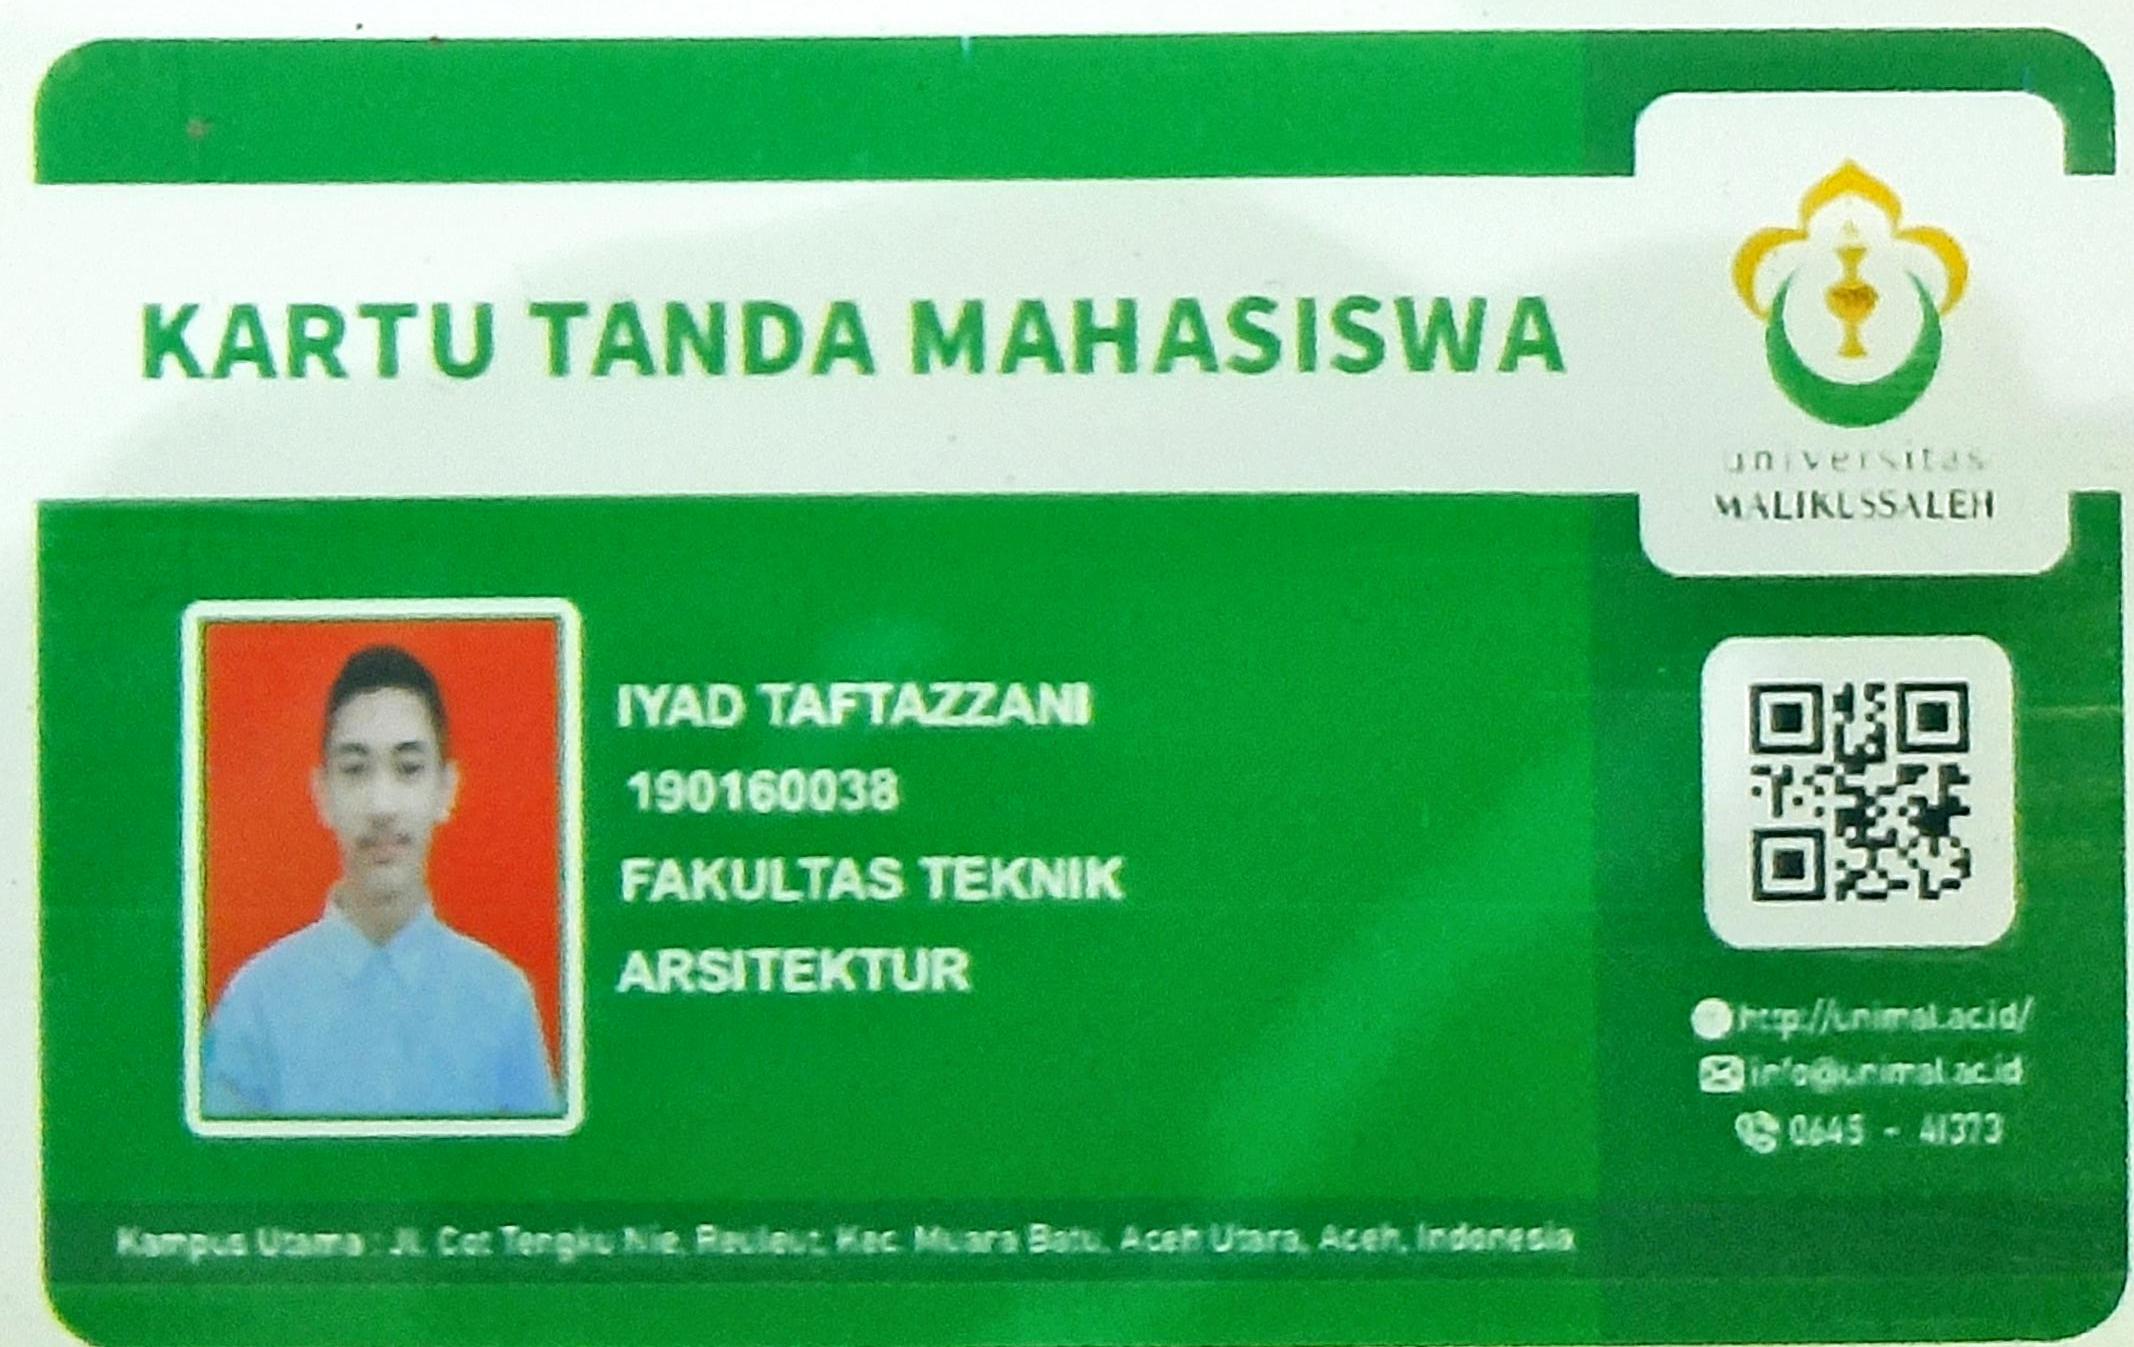 KARTU TANDA MAHASISWA
universitas
MALIKUSSALEH
IYAD TAFTAZZANI
190160038
FAKULTAS TEKNIK
ARSITEKTUR
http://unimal.ac.id/
info@unimal.ac.id
0645 - 41373
Kampus Utama : Jl. Cot Tengku Nie, Reuleut, Kec. Muara Batu, Aceh Utara, Aceh, Indonesia